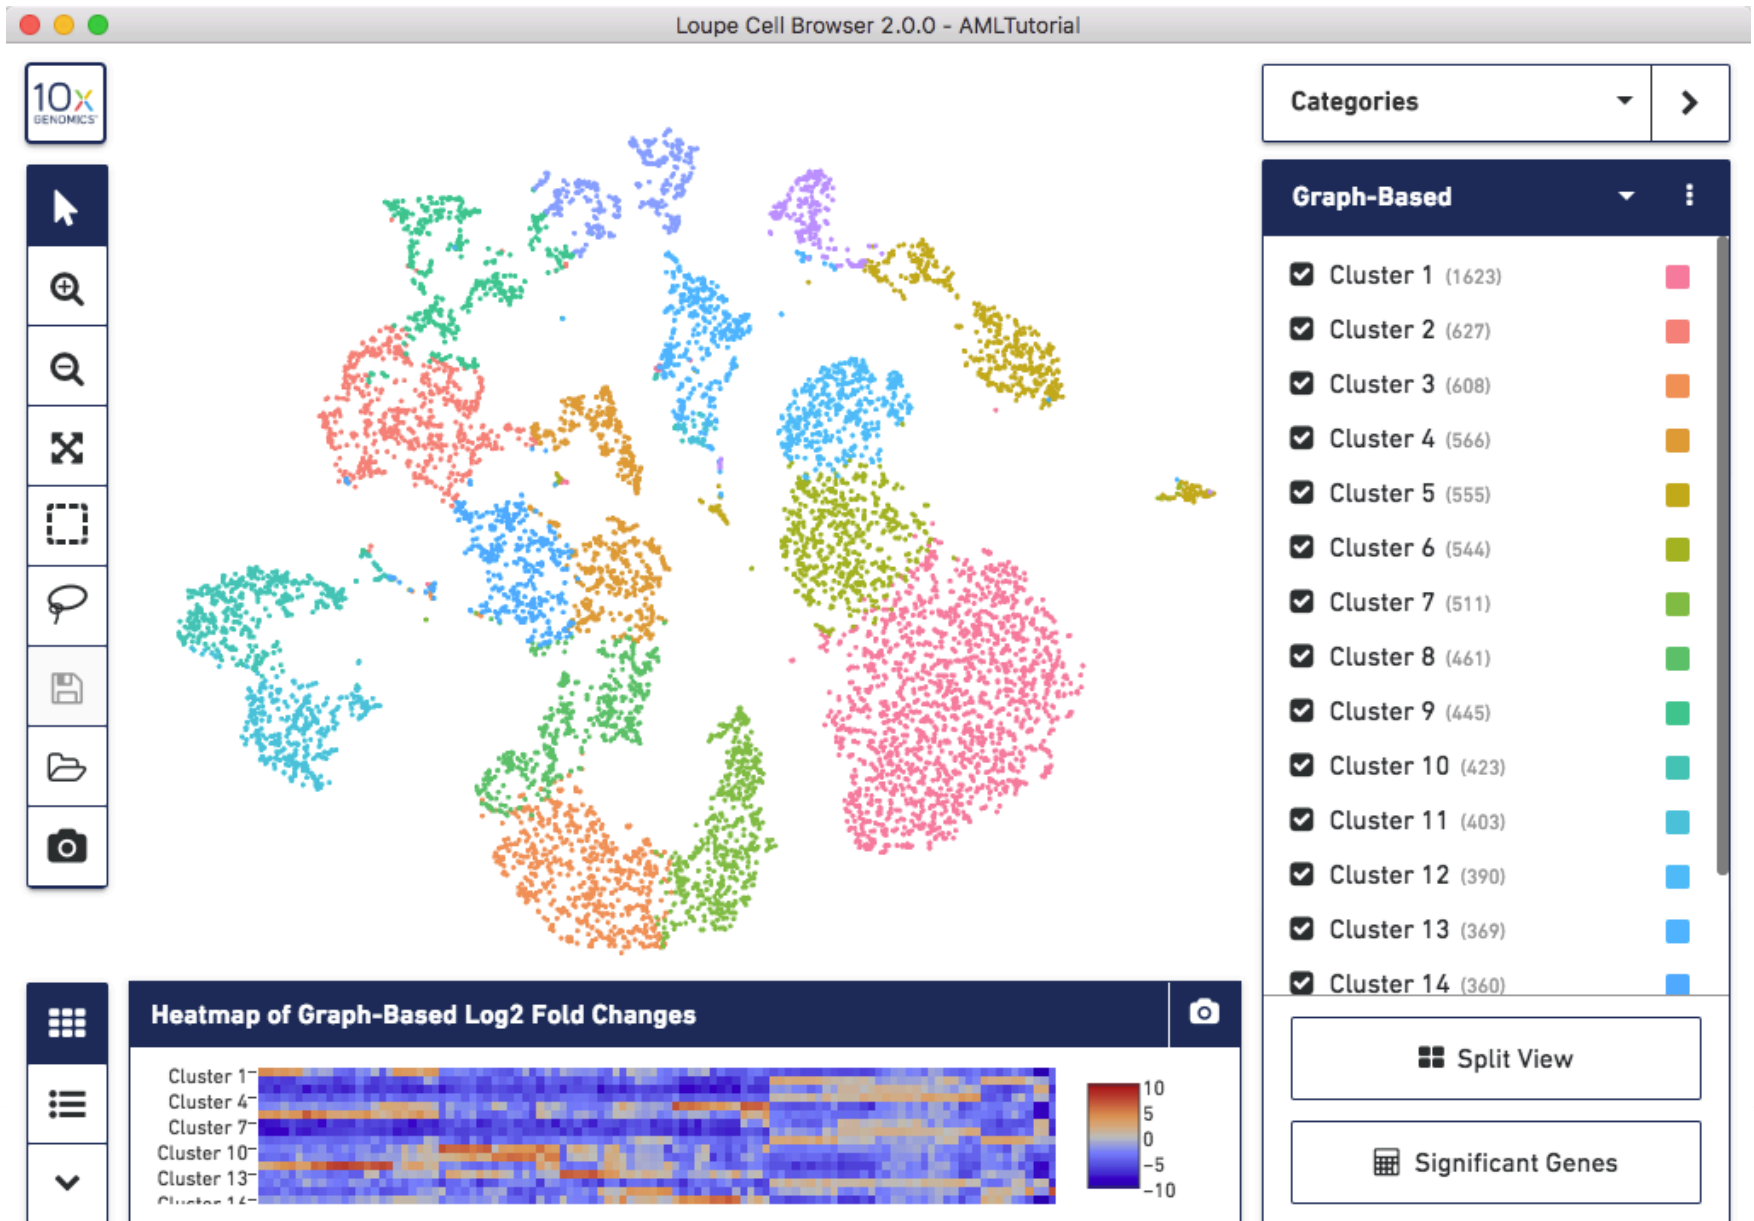 Loupe Cell Browser 2.0.0 - AMLTutorial
10x
GENOMICS
Categories
Graph-Based
Cluster 1 (1623)
Cluster 2 (627)
Cluster 3 (608)
Cluster 4 (566)
Cluster 5 (555)
Cluster 6 (544)
Cluster 7 (511)
Cluster 8 (461)
Cluster 9 (445)
Cluster 10 (423)
Cluster 11 (403)
Cluster 12 (390)
Cluster 13 (369)
Cluster 14 (360)
Split View
Significant Genes
Heatmap of Graph-Based Log2 Fold Changes
Cluster 1
Cluster 4
Cluster 7
Cluster 10
Cluster 13
Cluster 16
10
5
0
-5
-10